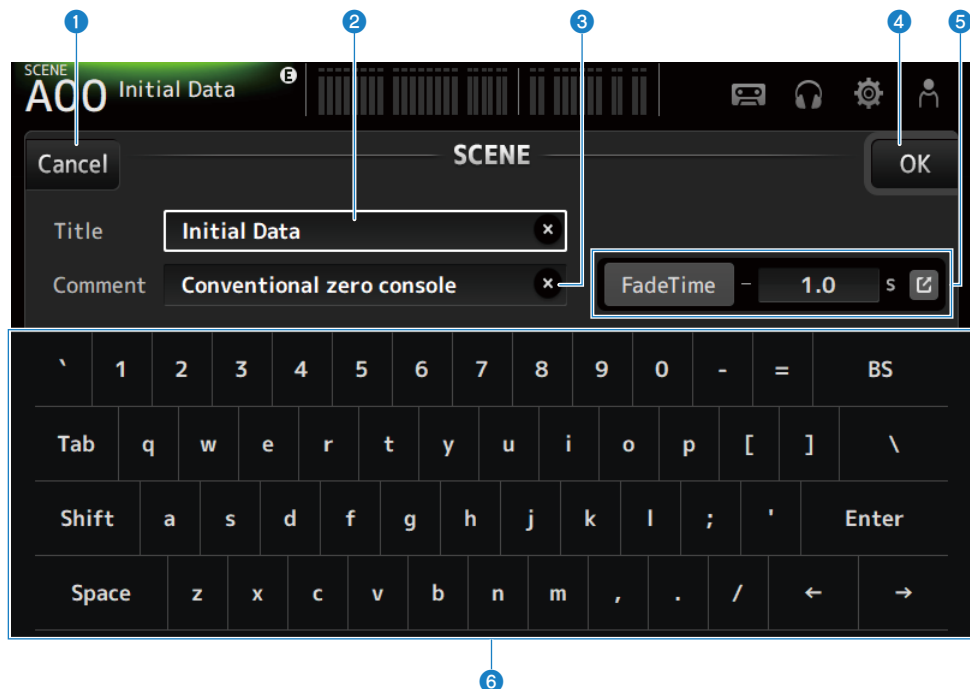 1 2 3 4 5
SCENE
A00 Initial Data E
Cancel SCENE OK
Title Initial Data ×
Comment Conventional zero console × FadeTime – 1.0 s
` 1 2 3 4 5 6 7 8 9 0 - = BS
Tab q w e r t y u i o p [ ] \
Shift a s d f g h j k l ; ' Enter
Space z x c v b n m , . / ← →
6